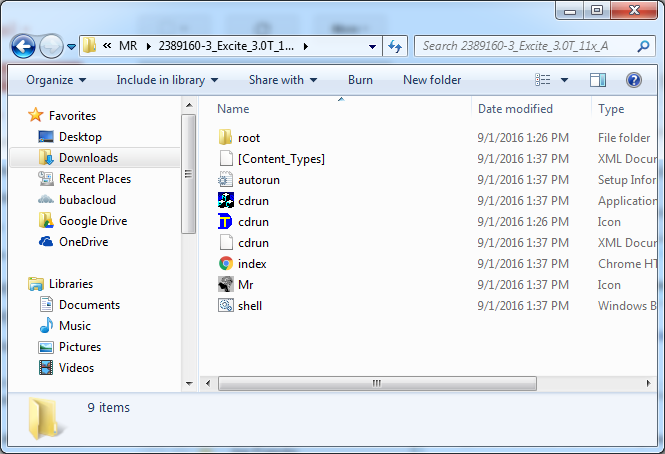 « MR ▸ 2389160-3_Excite_3.0T_1... ▸ Search 2389160-3_Excite_3.0T_11x_A
Organize Include in library Share with Burn New folder
Name Date modified Type
Favorites
Desktop
Downloads
Recent Places
bubacloud
Google Drive
OneDrive
Libraries
Documents
Music
Pictures
Videos
root 9/1/2016 1:26 PM File folder
[Content_Types] 9/1/2016 1:37 PM XML Docu
autorun 9/1/2016 1:37 PM Setup Infor
cdrun 9/1/2016 1:37 PM Application
cdrun 9/1/2016 1:26 PM Icon
cdrun 9/1/2016 1:37 PM XML Docu
index 9/1/2016 1:37 PM Chrome HT
Mr 9/1/2016 1:37 PM Icon
shell 9/1/2016 1:37 PM Windows B
9 items